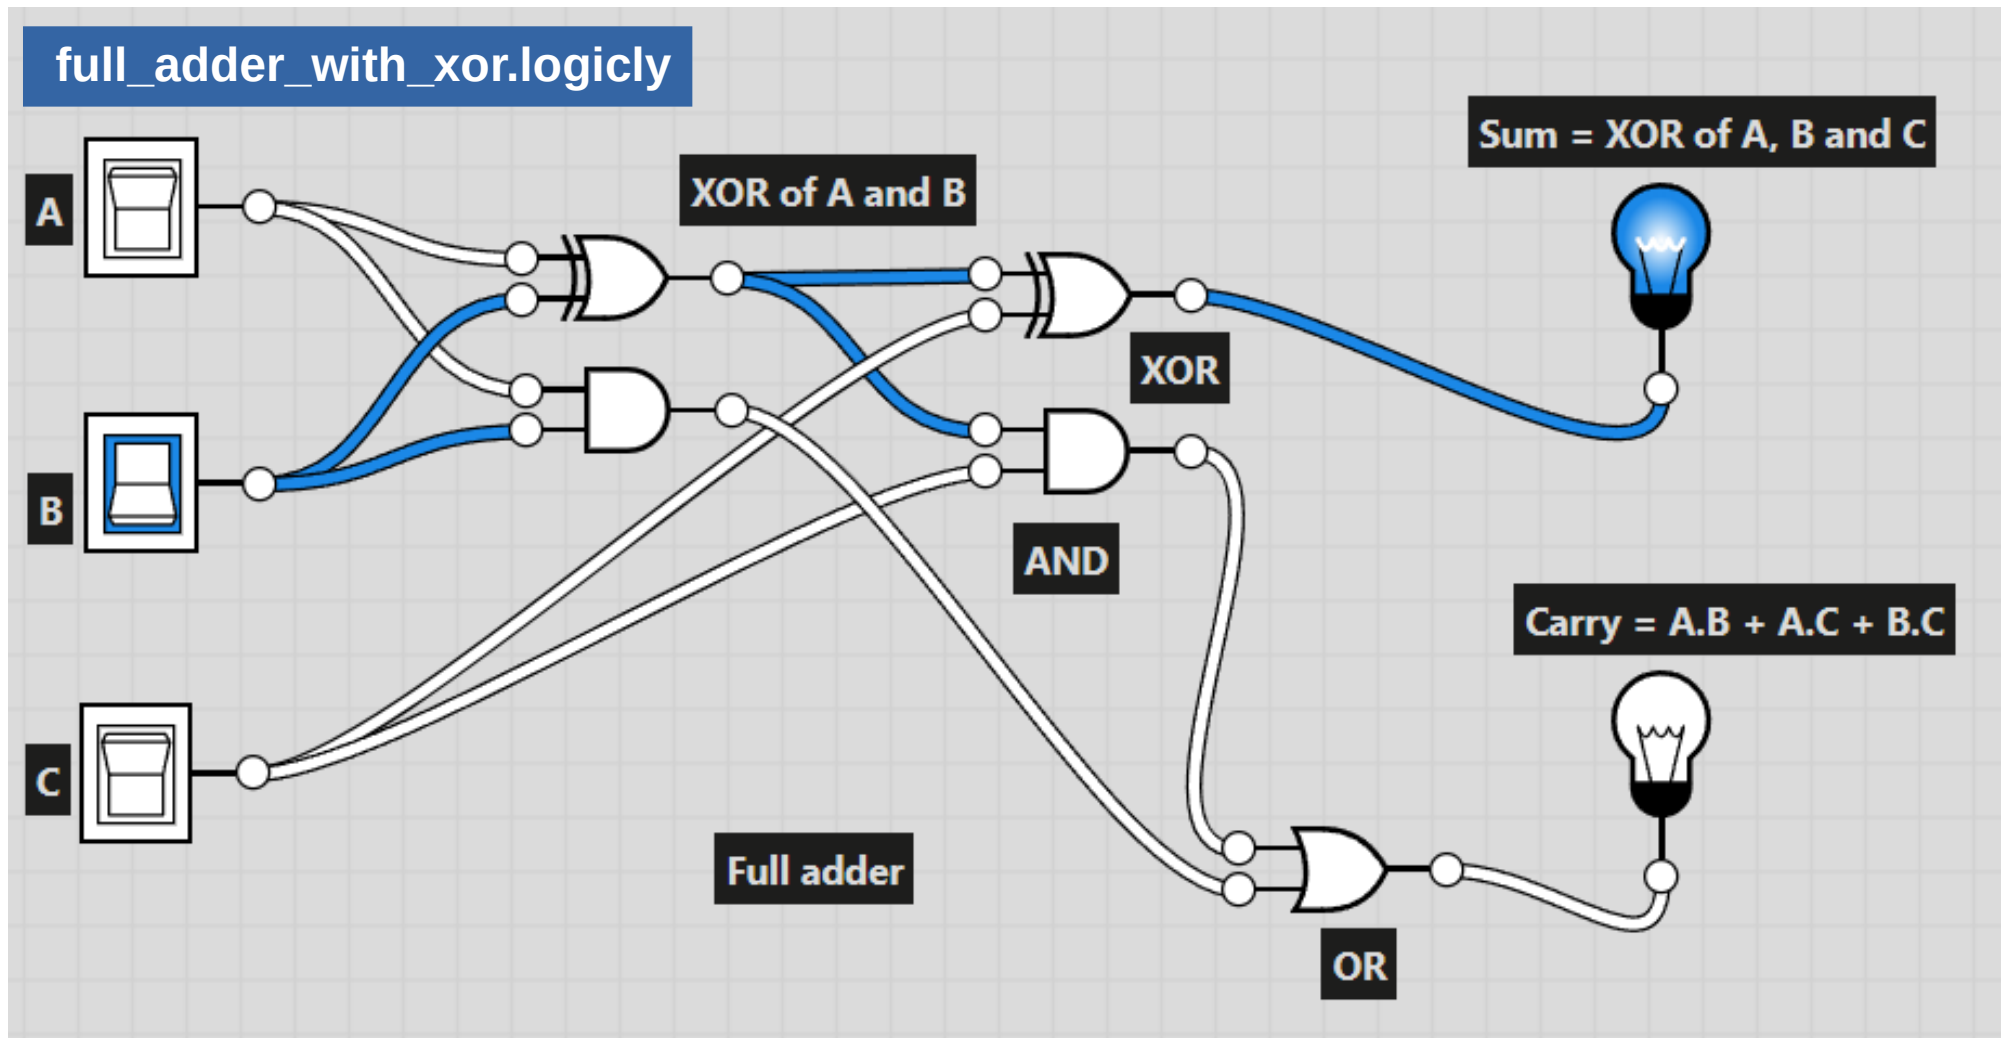 full_adder_with_xor.logicly
Sum = XOR of A, B and C
XOR of A and B
A
XOR
B
AND
Carry = A.B + A.C + B.C
C
Full adder
OR